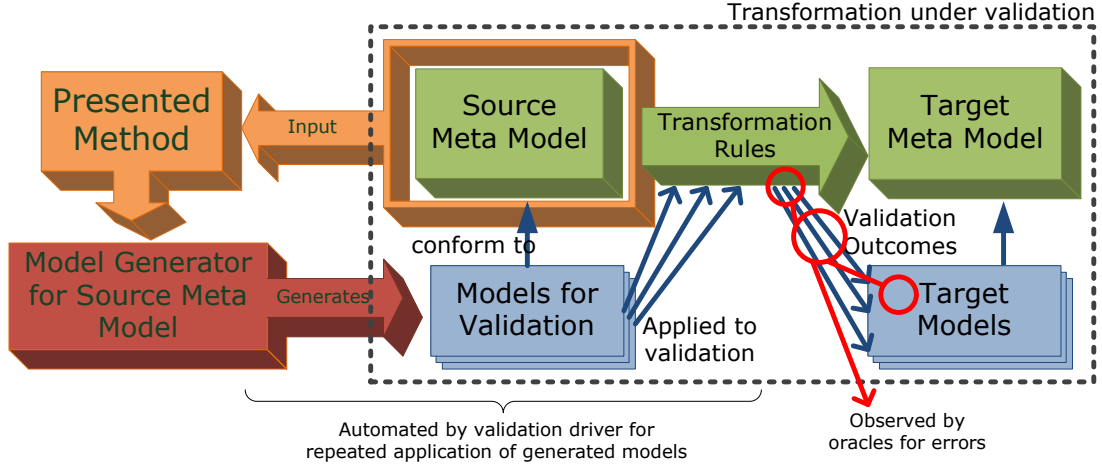 Transformation under validation
Presented
Method
Input
Source
Meta Model
Transformation
Rules
Target
Meta Model
conform to
Validation
Outcomes
Model Generator
for Source Meta
Model
Generates
Models for
Validation
Applied to
validation
Target
Models
Automated by validation driver for
repeated application of generated models
Observed by
oracles for errors